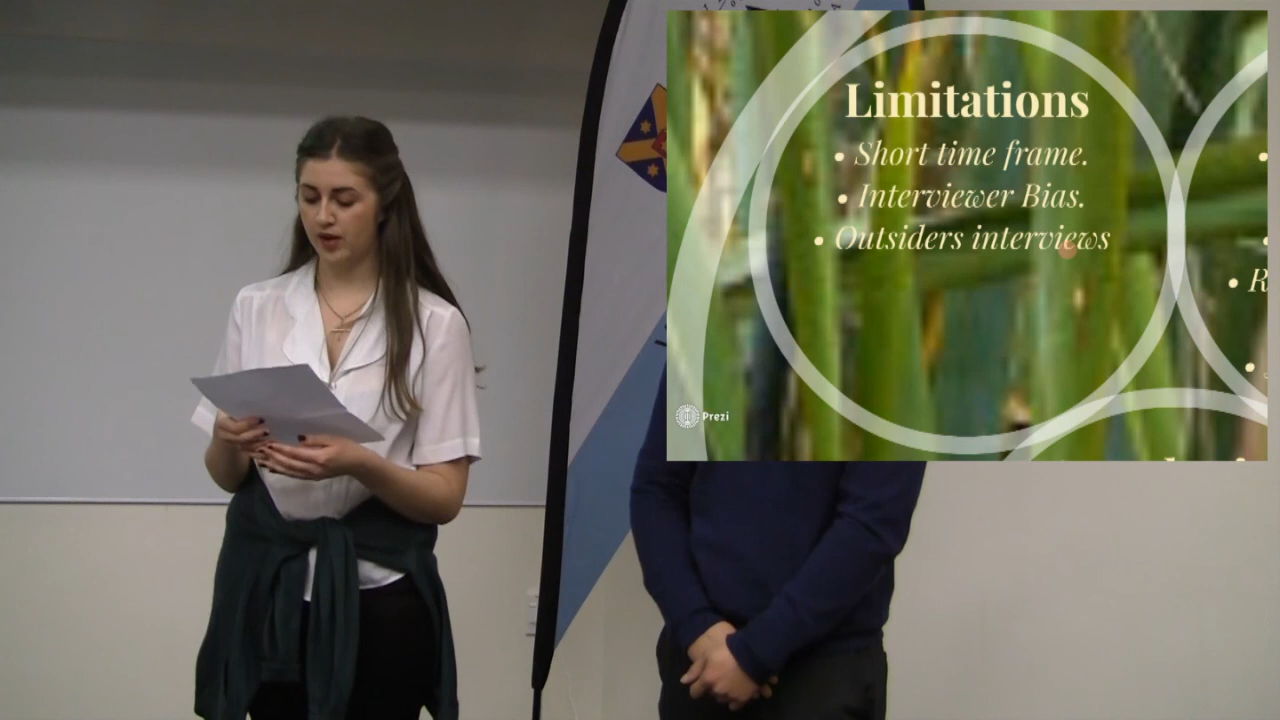 Limitations
• Short time frame.
• Interviewer Bias.
• Outsiders interviews
• R
Prezi